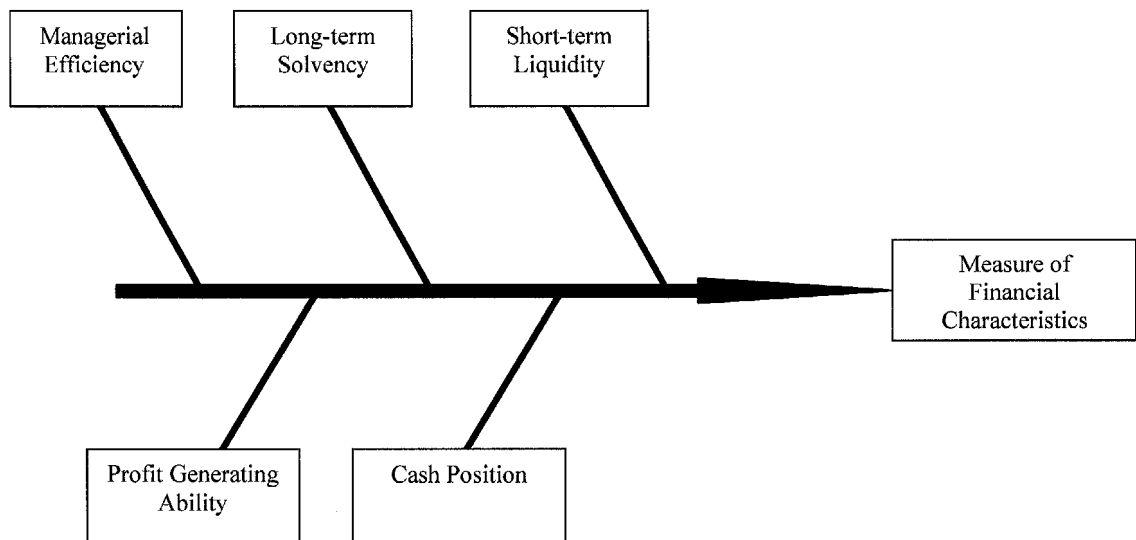 Managerial
Efficiency
Long-term
Solvency
Short-term
Liquidity
Measure of
Financial
Characteristics
Profit Generating
Ability
Cash Position